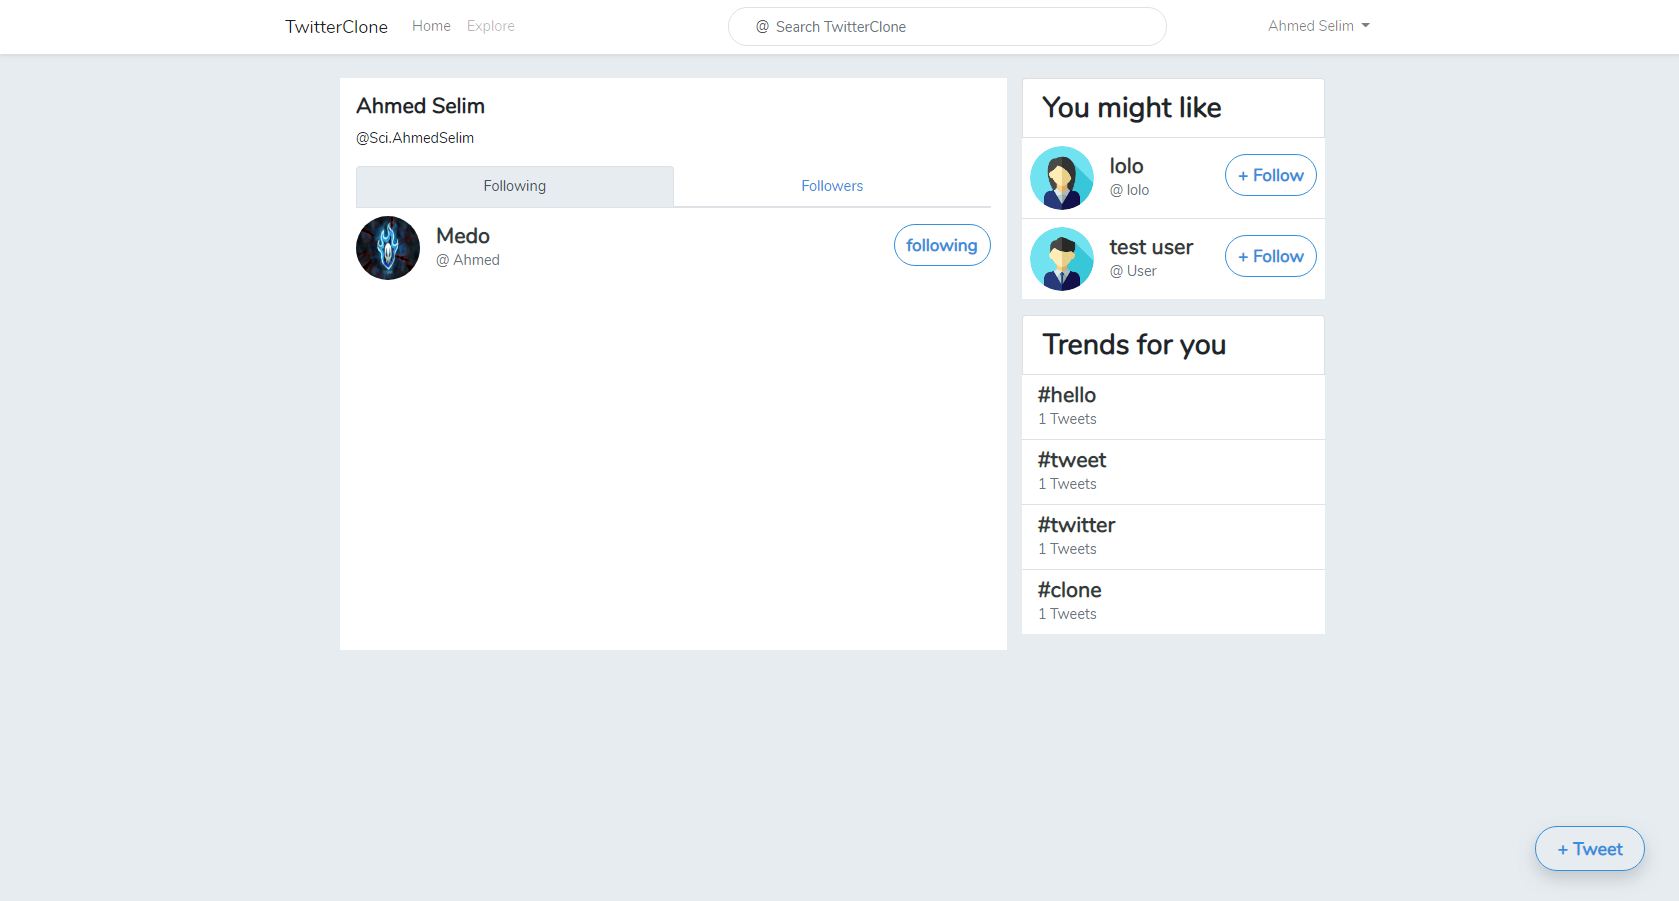 TwitterClone Home Explore @ Search TwitterClone Ahmed Selim
Ahmed Selim
@Sci.AhmedSelim
Following Followers
Medo
@ Ahmed
following
You might like
lolo
@ lolo
+ Follow
test user
@ User
+ Follow
Trends for you
#hello
1 Tweets
#tweet
1 Tweets
#twitter
1 Tweets
#clone
1 Tweets
+ Tweet